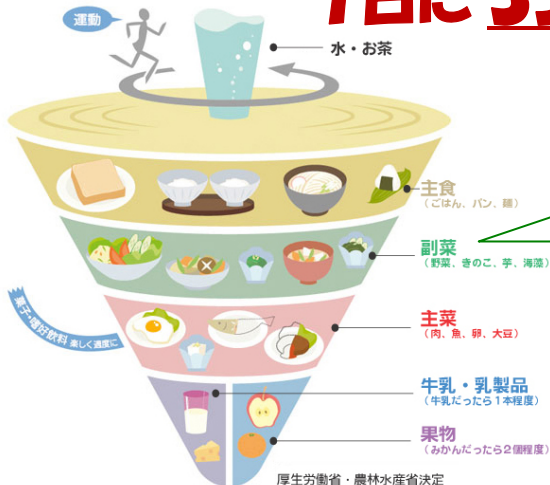 運動
水・お茶
主食
（ごはん、パン、麺）
副菜
（野菜、きのこ、芋、海藻）
主菜
（肉、魚、卵、大豆）
菓子・嗜好飲料 楽しく適度に
牛乳・乳製品
（牛乳だったら1本程度）
果物
（みかんだったら2個程度）
厚生労働省・農林水産省決定